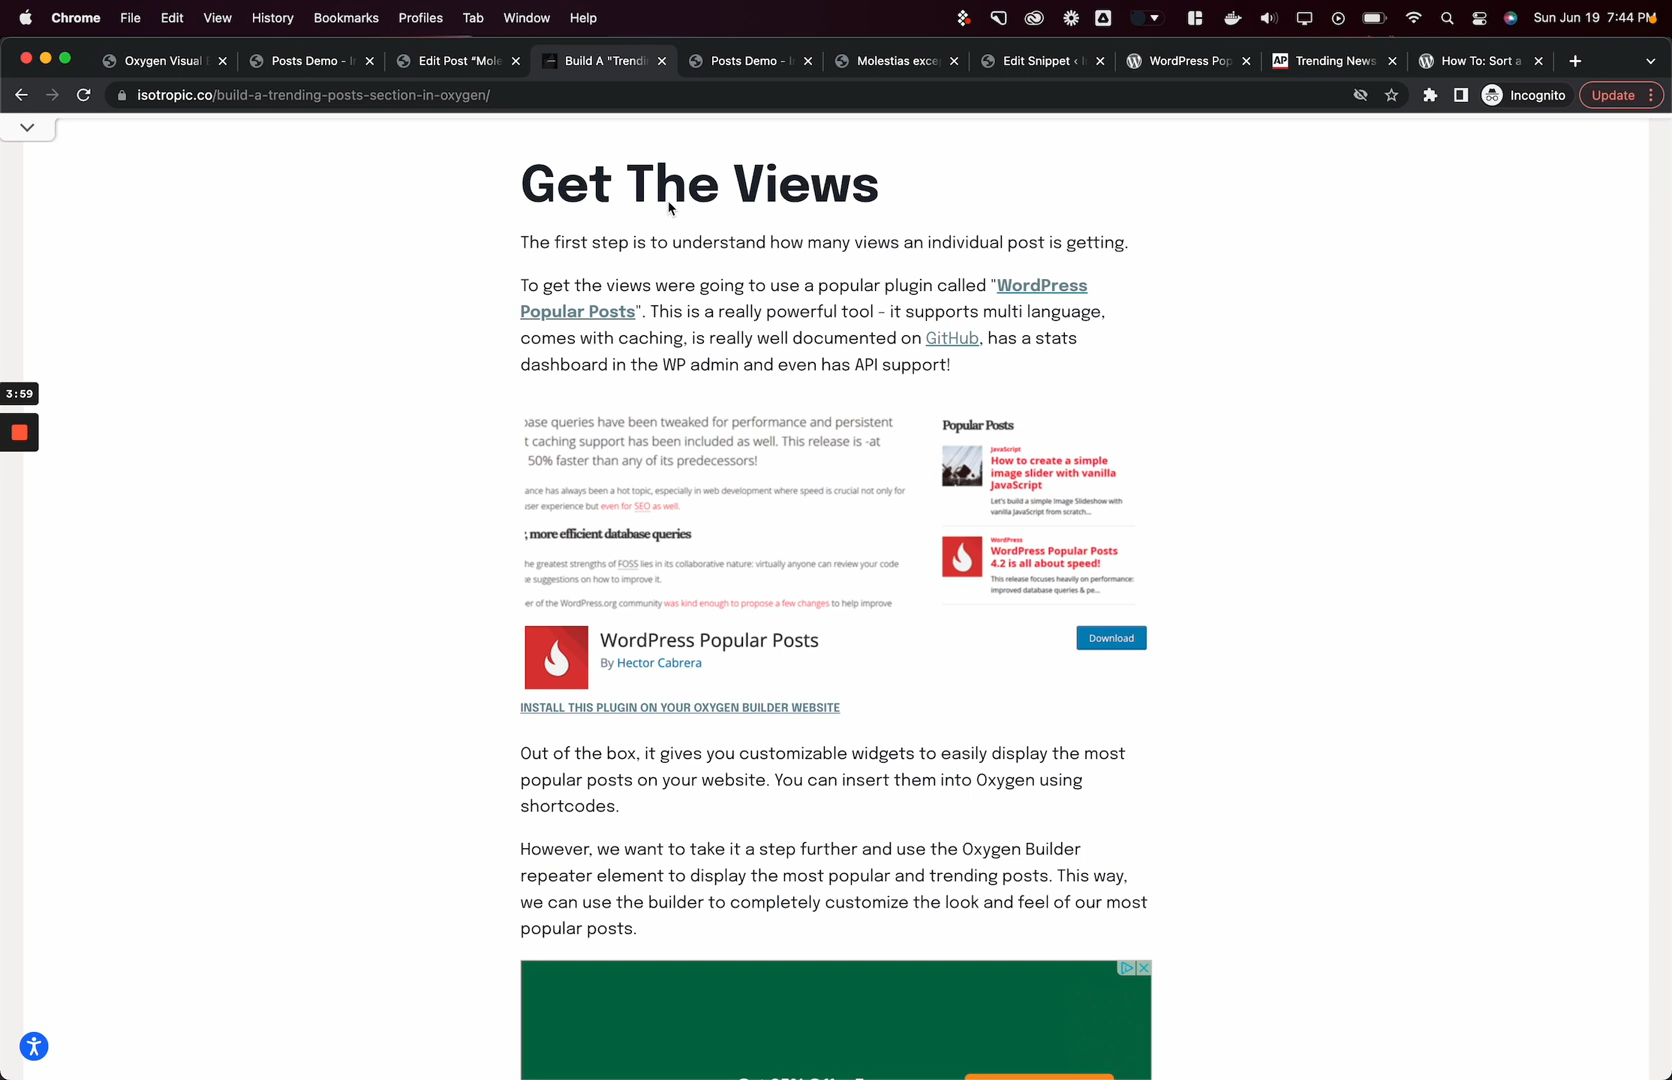 Chrome File Edit View History Bookmarks Profiles Tab Window Help Sun Jun 19 7:44 PM
Oxygen Visual Posts Demo - I Edit Post “Mole Build A "Trendi Posts Demo - I Molestias exce Edit Snippet ‹ I WordPress Pop AP Trending News How To: Sort a
isotropic.co/build-a-trending-posts-section-in-oxygen/ Incognito Update
Get The Views
The first step is to understand how many views an individual post is getting.
To get the views were going to use a popular plugin called "WordPress
Popular Posts". This is a really powerful tool - it supports multi language,
comes with caching, is really well documented on GitHub, has a stats
dashboard in the WP admin and even has API support!
3:59
ase queries have been tweaked for performance and persistent
t caching support has been included as well. This release is -at
50% faster than any of its predecessors!
ance has always been a hot topic, especially in web development where speed is crucial not only for
user experience but even for SEO as well.
, more efficient database queries
he greatest strengths of FOSS lies in its collaborative nature: virtually anyone can review your code
e suggestions on how to improve it.
er of the WordPress.org community was kind enough to propose a few changes to help improve
Popular Posts
JavaScript
How to create a simple
image slider with vanilla
JavaScript
Let's build a simple Image Slideshow with
vanilla JavaScript from scratch...
WordPress
WordPress Popular Posts
4.2 is all about speed!
This release focuses heavily on performance:
improved database queries & pe...
WordPress Popular Posts
By Hector Cabrera
Download
INSTALL THIS PLUGIN ON YOUR OXYGEN BUILDER WEBSITE
Out of the box, it gives you customizable widgets to easily display the most
popular posts on your website. You can insert them into Oxygen using
shortcodes.
However, we want to take it a step further and use the Oxygen Builder
repeater element to display the most popular and trending posts. This way,
we can use the builder to completely customize the look and feel of our most
popular posts.